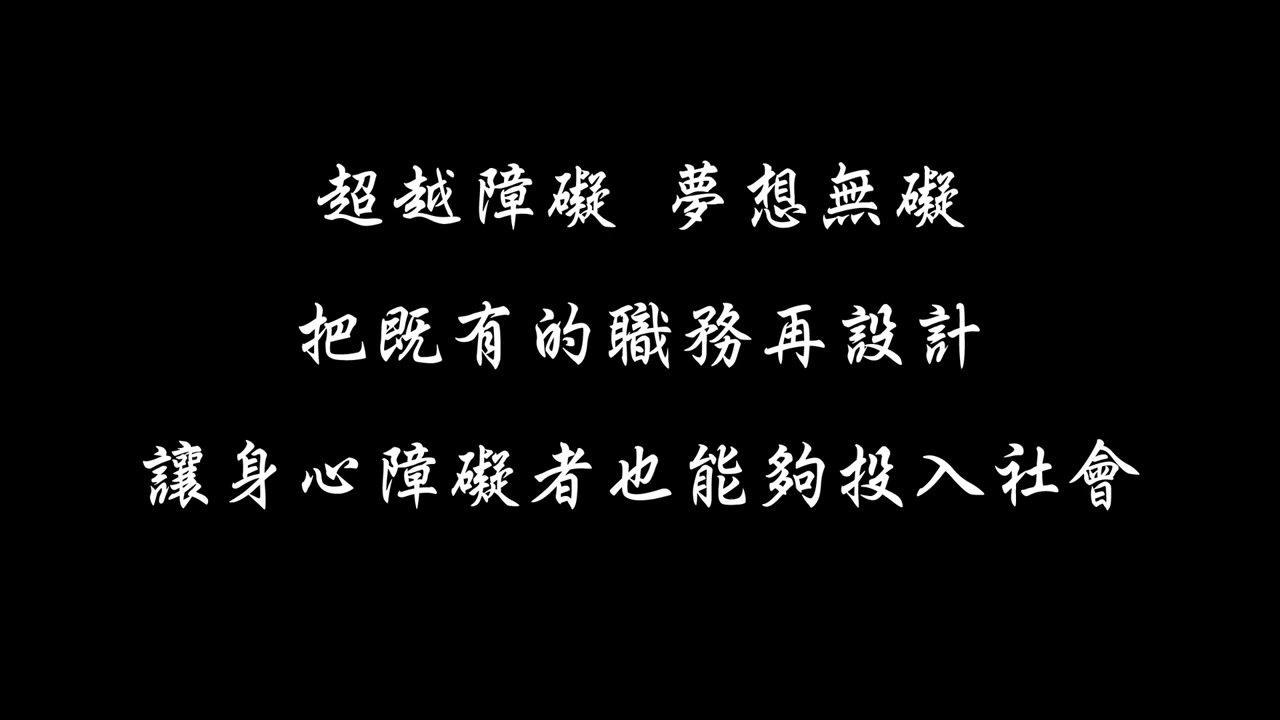 超越障礙 夢想無礙
把既有的職務再設計
讓身心障礙者也能夠投入社會